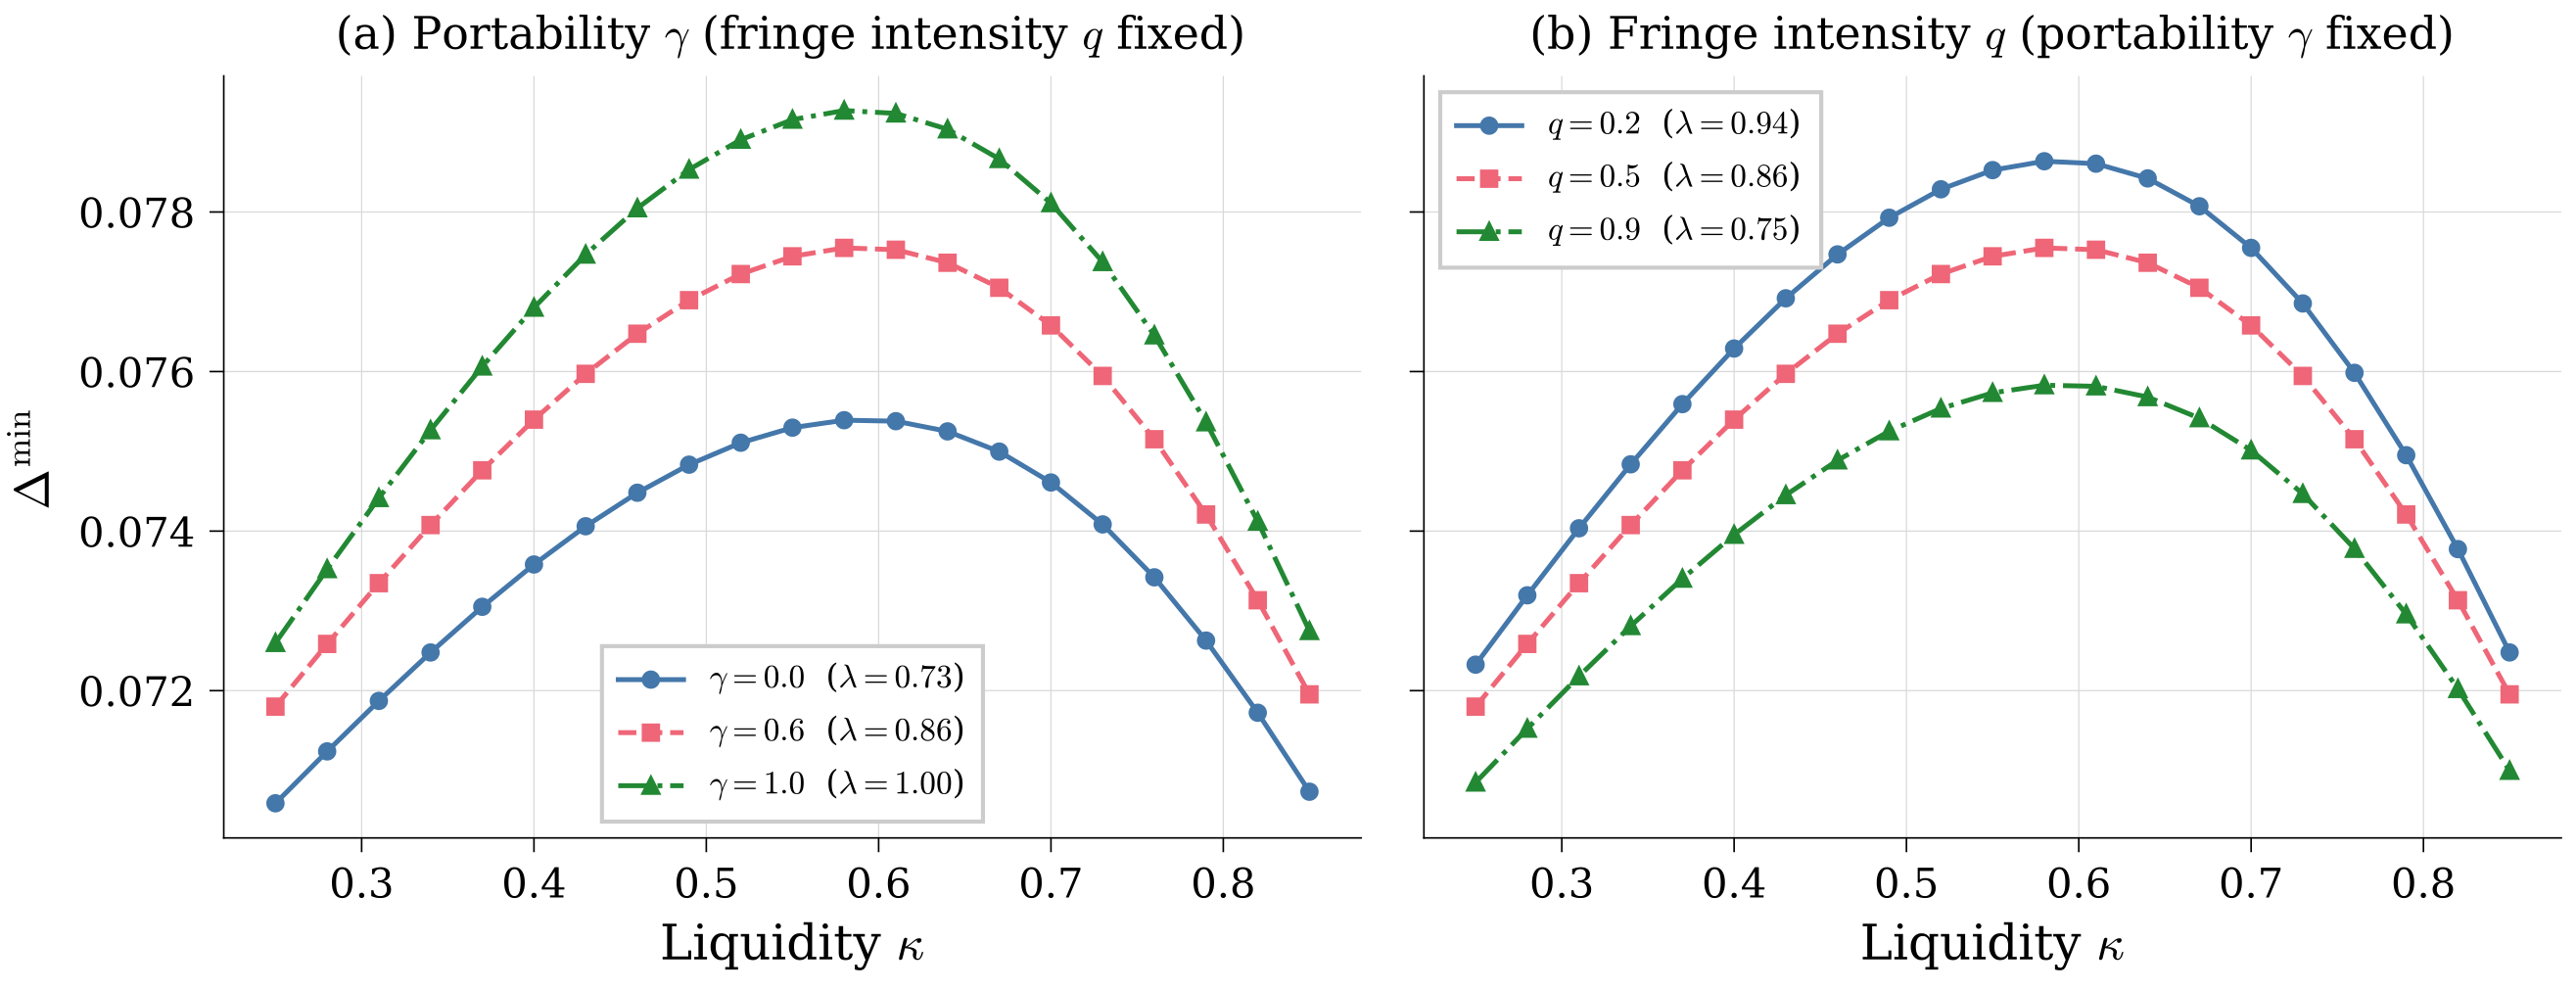 (a) Portability γ (fringe intensity q fixed)
Δ^min
0.078
0.076
0.074
0.072
γ = 0.0 (λ = 0.73)
γ = 0.6 (λ = 0.86)
γ = 1.0 (λ = 1.00)
0.3 0.4 0.5 0.6 0.7 0.8
Liquidity κ
(b) Fringe intensity q (portability γ fixed)
q = 0.2 (λ = 0.94)
q = 0.5 (λ = 0.86)
q = 0.9 (λ = 0.75)
0.3 0.4 0.5 0.6 0.7 0.8
Liquidity κ